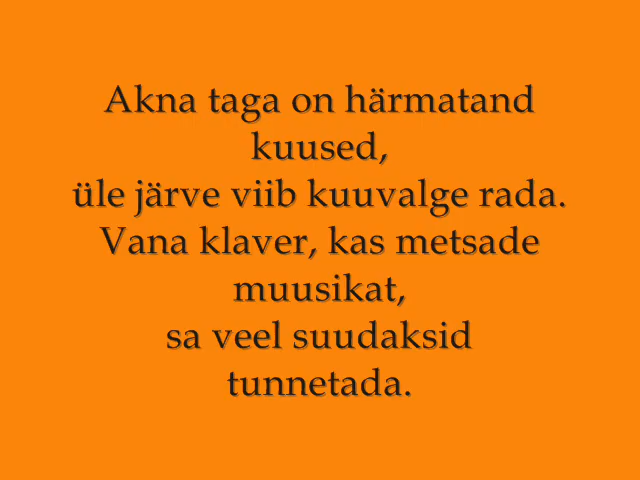 Akna taga on härmatand
kuused,
üle järve viib kuuvalge rada.
Vana klaver, kas metsade
muusikat,
sa veel suudaksid
tunnetada.